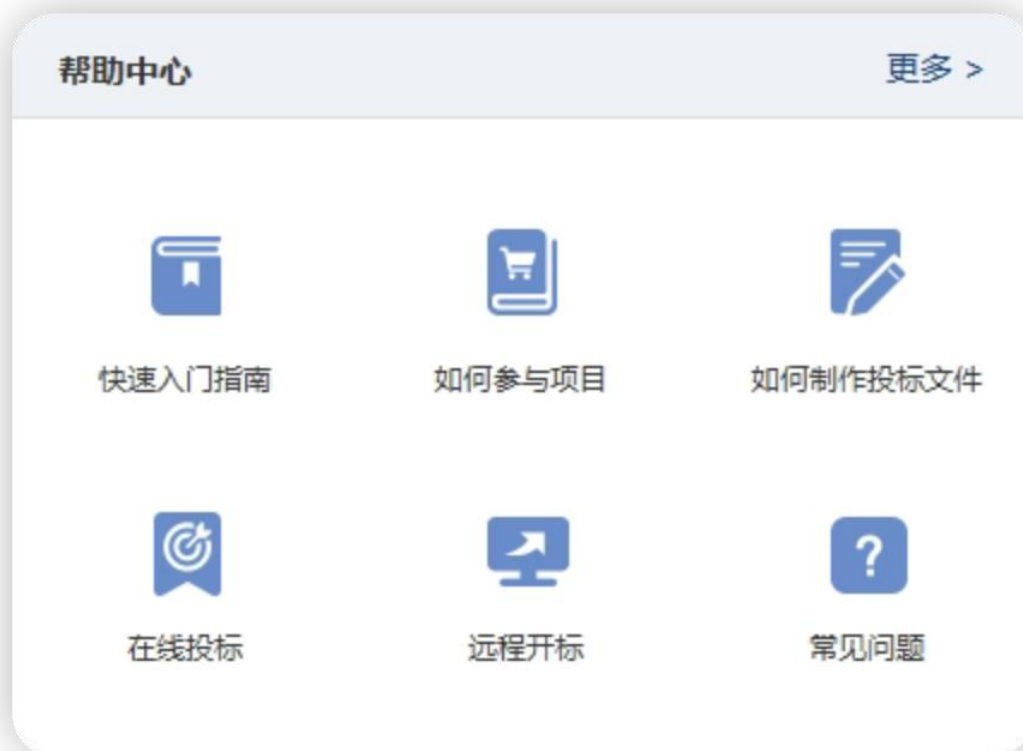 帮助中心
更多 >
快速入门指南
如何参与项目
如何制作投标文件
?
在线投标
远程开标
常见问题